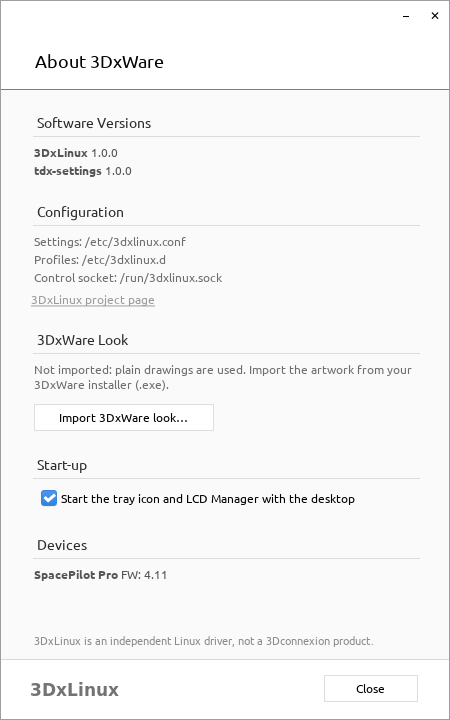 About 3DxWare
Software Versions
3DxLinux 1.0.0
tdx-settings 1.0.0
Configuration
Settings: /etc/3dxlinux.conf
Profiles: /etc/3dxlinux.d
Control socket: /run/3dxlinux.sock
3DxLinux project page
3DxWare Look
Not imported: plain drawings are used. Import the artwork from your
3DxWare installer (.exe).
Import 3DxWare look...
Start-up
Start the tray icon and LCD Manager with the desktop
Devices
SpacePilot Pro FW: 4.11
3DxLinux is an independent Linux driver, not a 3Dconnexion product.
3DxLinux
Close